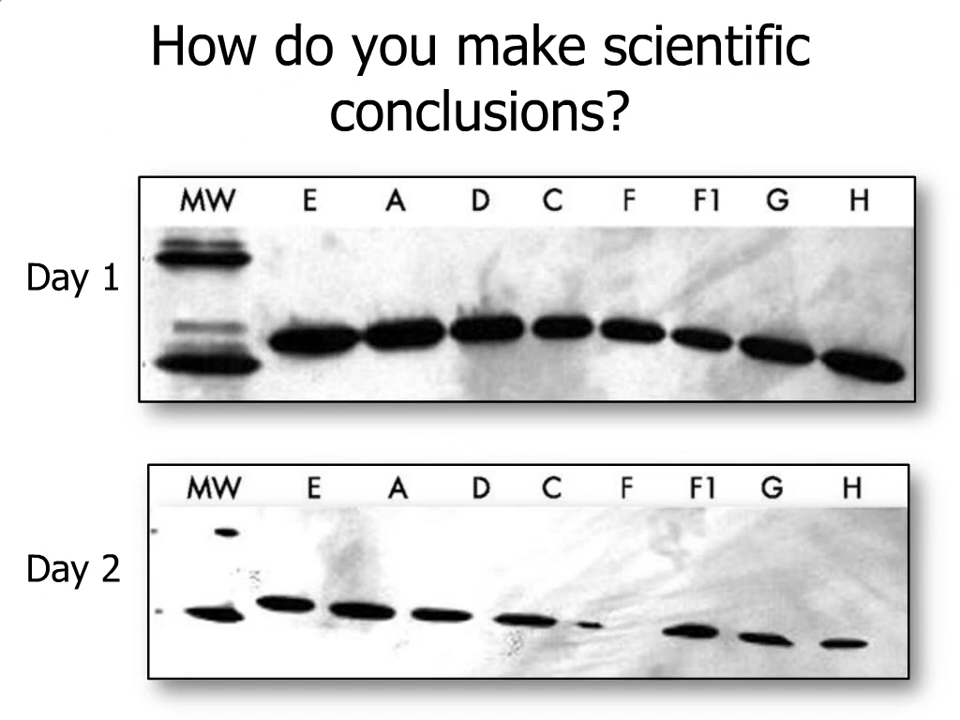 How do you make scientific
conclusions?
MW E A D C F F1 G H
Day 1
MW E A D C F F1 G H
Day 2